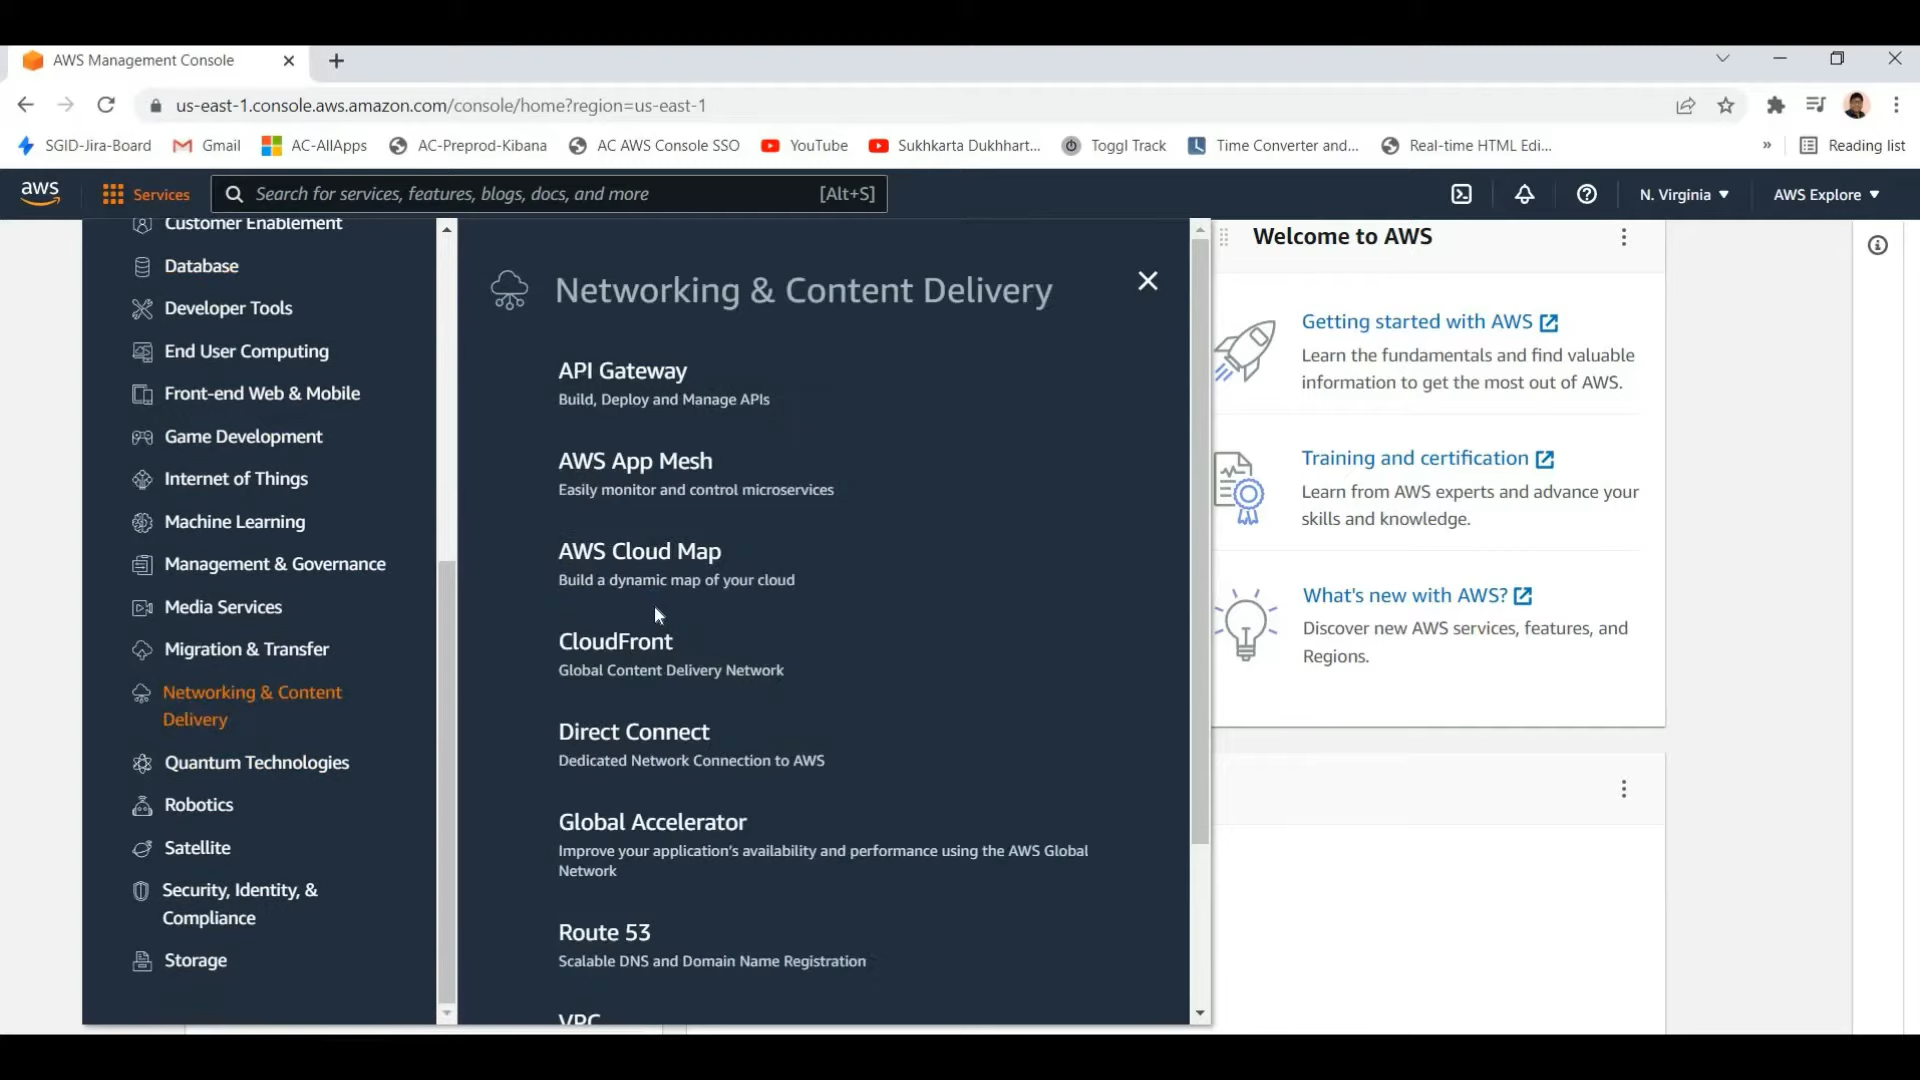 AWS Management Console
us-east-1.console.aws.amazon.com/console/home?region=us-east-1
SGID-Jira-Board
Gmail
AC-AllApps
AC-Preprod-Kibana
AC AWS Console SSO
YouTube
Sukhkarta Dukhhart...
Toggl Track
Time Converter and...
Real-time HTML Edi...
»
Reading list
aws
Services
Search for services, features, blogs, docs, and more
[Alt+S]
N. Virginia
AWS Explore
Customer Enablement
Database
Developer Tools
End User Computing
Front-end Web & Mobile
Game Development
Internet of Things
Machine Learning
Management & Governance
Media Services
Migration & Transfer
Networking & Content
Delivery
Quantum Technologies
Robotics
Satellite
Security, Identity, &
Compliance
Storage
Networking & Content Delivery
API Gateway
Build, Deploy and Manage APIs
AWS App Mesh
Easily monitor and control microservices
AWS Cloud Map
Build a dynamic map of your cloud
CloudFront
Global Content Delivery Network
Direct Connect
Dedicated Network Connection to AWS
Global Accelerator
Improve your application's availability and performance using the AWS Global
Network
Route 53
Scalable DNS and Domain Name Registration
VPC
Welcome to AWS
Getting started with AWS
Learn the fundamentals and find valuable
information to get the most out of AWS.
Training and certification
Learn from AWS experts and advance your
skills and knowledge.
What's new with AWS?
Discover new AWS services, features, and
Regions.